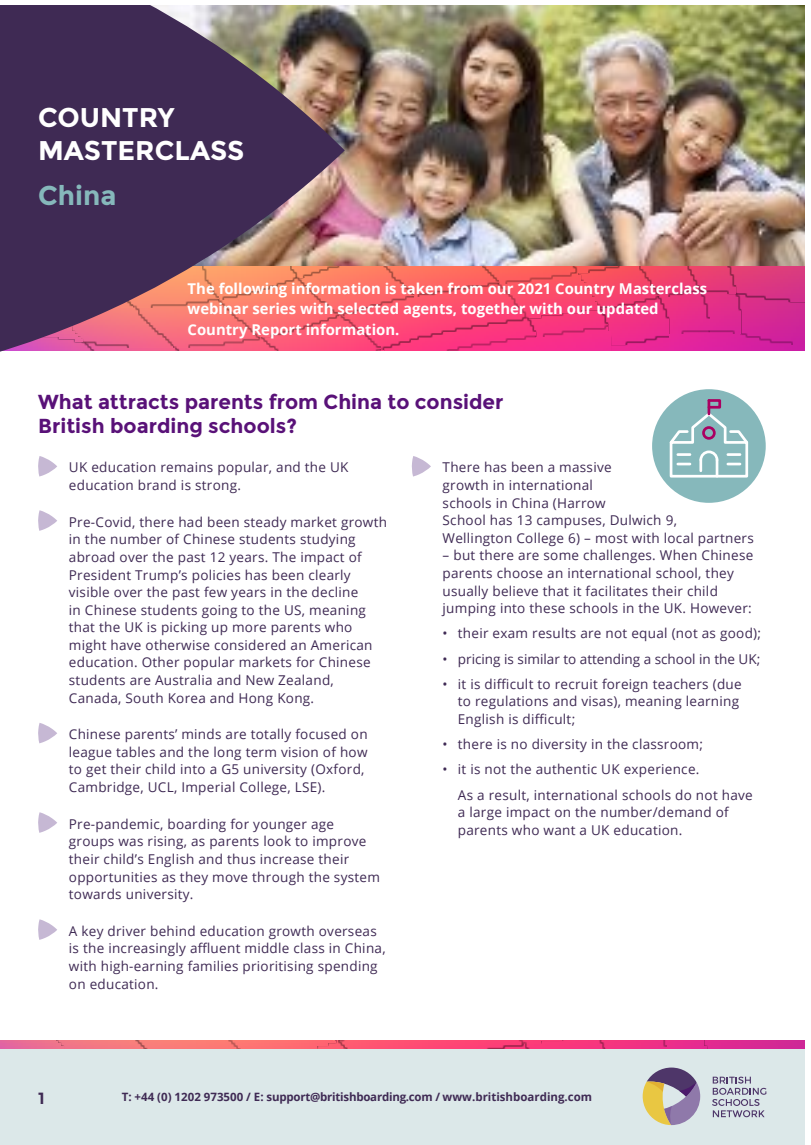 COUNTRY
MASTERCLASS
China
The following information is taken from our 2021 Country Masterclass
webinar series with selected agents, together with our updated
Country Report information.
What attracts parents from China to consider
British boarding schools?
UK education remains popular, and the UK
education brand is strong.
Pre-Covid, there had been steady market growth
in the number of Chinese students studying
abroad over the past 12 years. The impact of
President Trump’s policies has been clearly
visible over the past few years in the decline
in Chinese students going to the US, meaning
that the UK is picking up more parents who
might have otherwise considered an American
education. Other popular markets for Chinese
students are Australia and New Zealand,
Canada, South Korea and Hong Kong.
Chinese parents’ minds are totally focused on
league tables and the long term vision of how
to get their child into a G5 university (Oxford,
Cambridge, UCL, Imperial College, LSE).
Pre-pandemic, boarding for younger age
groups was rising, as parents look to improve
their child’s English and thus increase their
opportunities as they move through the system
towards university.
A key driver behind education growth overseas
is the increasingly affluent middle class in China,
with high-earning families prioritising spending
on education.
There has been a massive
growth in international
schools in China (Harrow
School has 13 campuses, Dulwich 9,
Wellington College 6) – most with local partners
– but there are some challenges. When Chinese
parents choose an international school, they
usually believe that it facilitates their child
jumping into these schools in the UK. However:
• their exam results are not equal (not as good);
• pricing is similar to attending a school in the UK;
• it is difficult to recruit foreign teachers (due
to regulations and visas), meaning learning
English is difficult;
• there is no diversity in the classroom;
• it is not the authentic UK experience.
As a result, international schools do not have
a large impact on the number/demand of
parents who want a UK education.
1
T: +44 (0) 1202 973500 / E: support@britishboarding.com / www.britishboarding.com
BRITISH
BOARDING
SCHOOLS
NETWORK